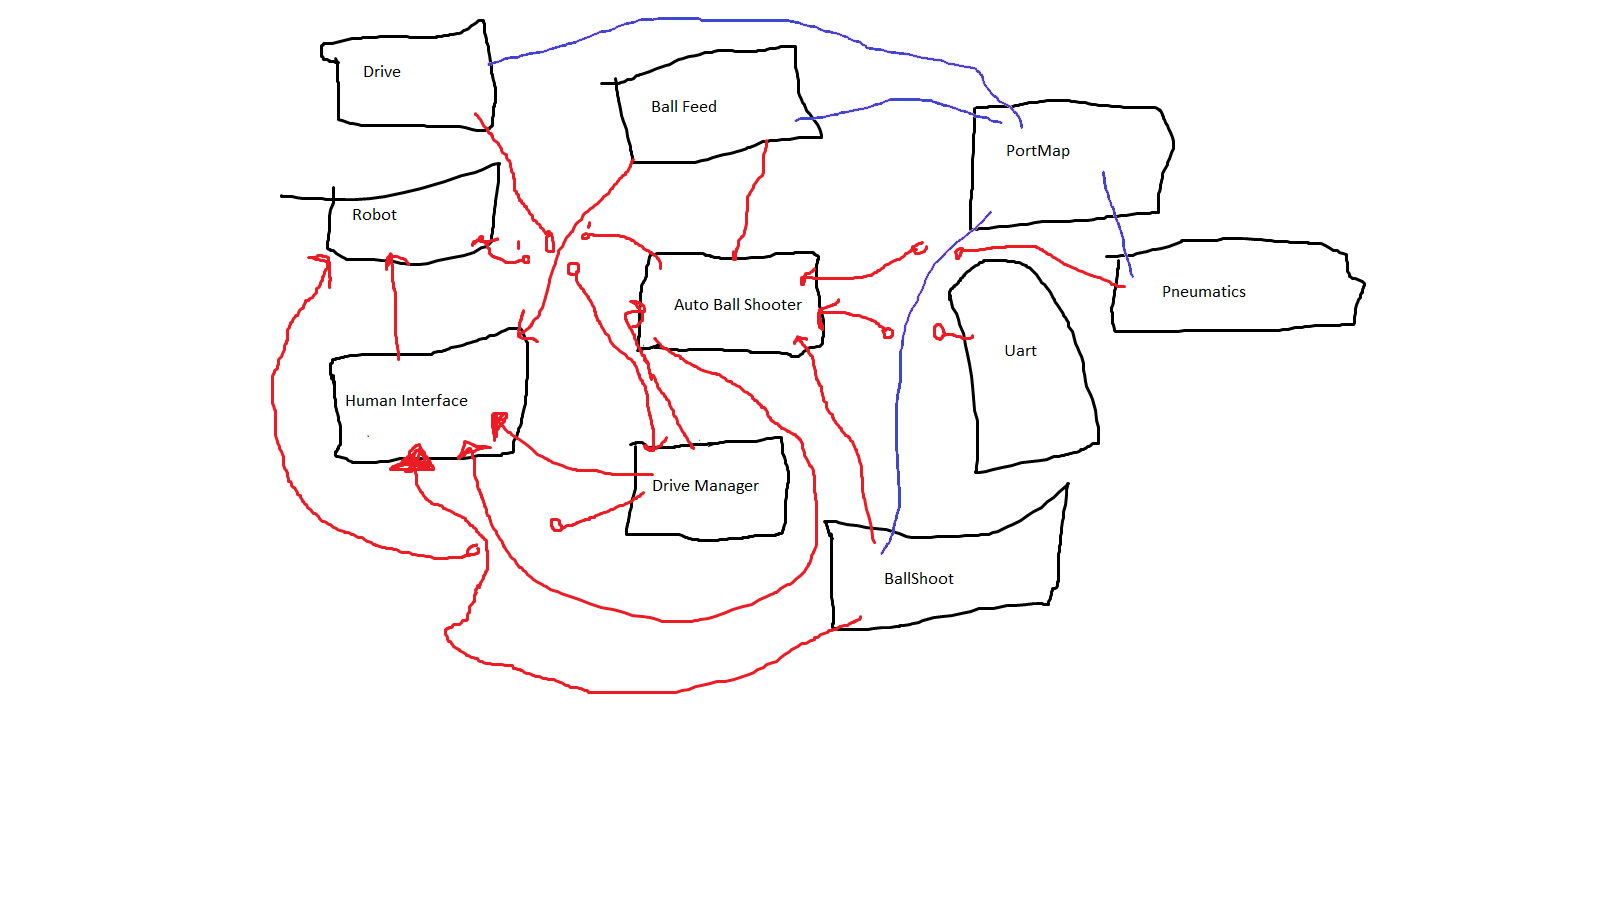 Drive
Ball Feed
PortMap
Robot
Pneumatics
Auto Ball Shooter
Uart
Human Interface
Drive Manager
BallShoot